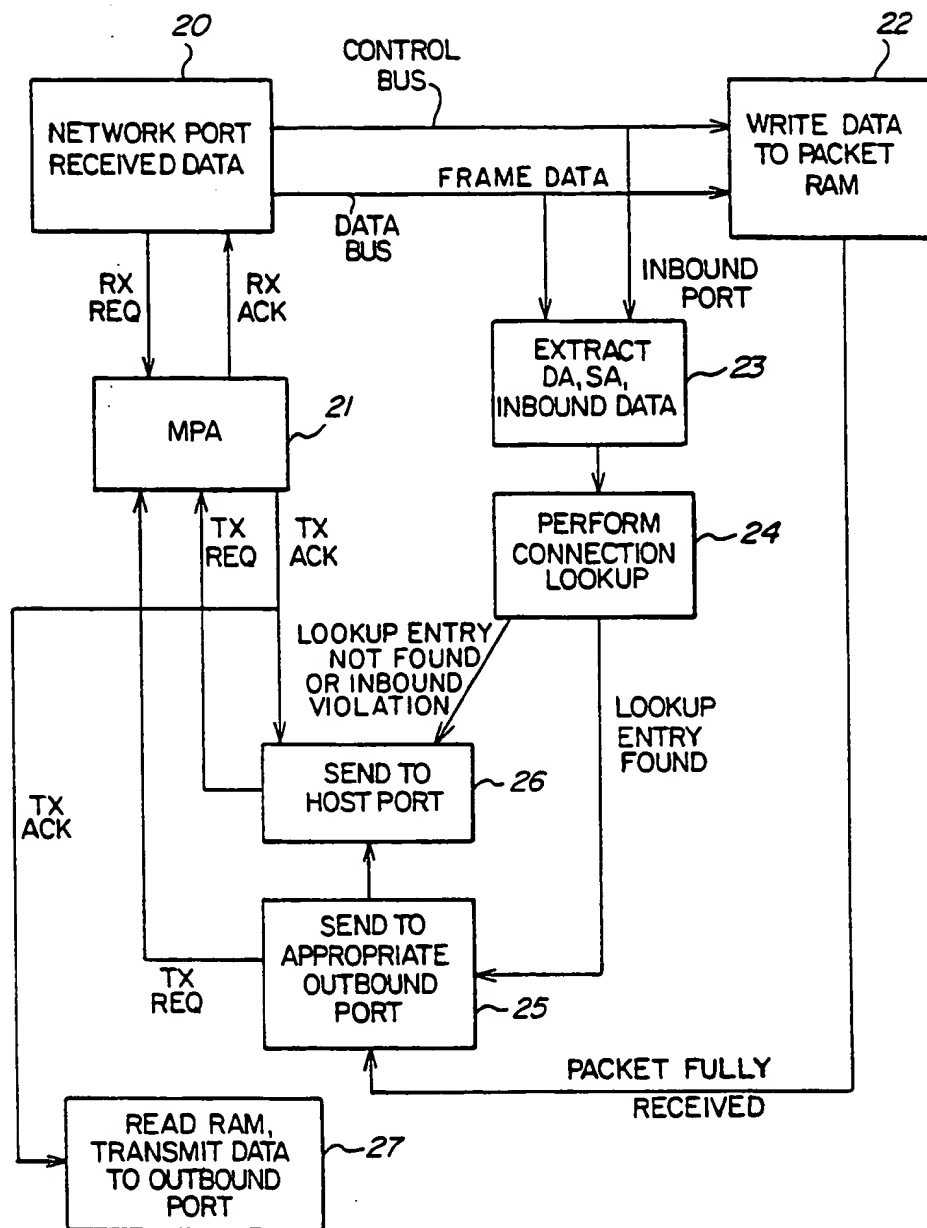 20
CONTROL
BUS
22
NETWORK PORT
RECEIVED DATA
WRITE DATA
TO PACKET
RAM
FRAME DATA
DATA
BUS
RX
REQ
RX
ACK
INBOUND
PORT
EXTRACT
DA, SA,
INBOUND DATA
23
MPA
21
TX
REQ
TX
ACK
PERFORM
CONNECTION
LOOKUP
24
LOOKUP ENTRY
NOT FOUND
OR INBOUND
VIOLATION
LOOKUP
ENTRY
FOUND
SEND TO
HOST PORT
26
TX
ACK
SEND TO
APPROPRIATE
OUTBOUND
PORT
25
TX
REQ
PACKET FULLY
RECEIVED
READ RAM,
TRANSMIT DATA
TO OUTBOUND
PORT
27